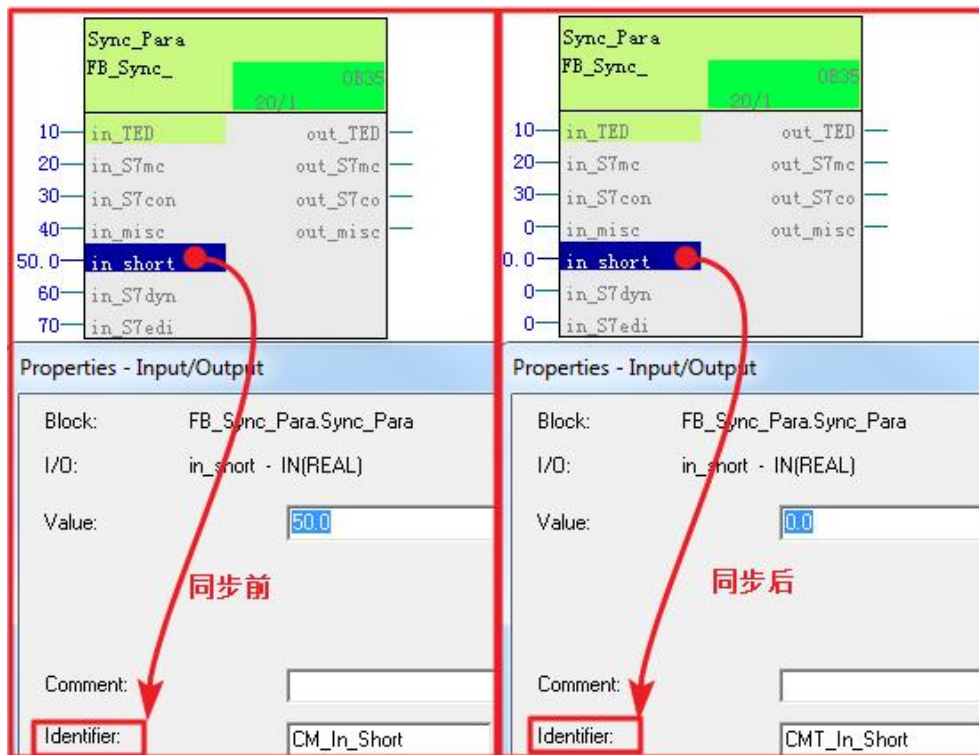 Sync_Para
FB_Sync_
OB35
20/1
10 in_TED out_TED
20 in_S7mc out_S7mc
30 in_S7con out_S7co
40 in_misc out_misc
50.0 in_short
60 in_S7dyn
70 in_S7edi
Properties - Input/Output
Block: FB_Sync_Para.Sync_Para
I/O: in_short - IN(REAL)
Value: 50.0
同步前
Comment:
Identifier: CM_In_Short
Sync_Para
FB_Sync_
OB35
20/1
10 in_TED out_TED
20 in_S7mc out_S7mc
30 in_S7con out_S7co
0 in_misc out_misc
0.0 in_short
0 in_S7dyn
0 in_S7edi
Properties - Input/Output
Block: FB_Sync_Para.Sync_Para
I/O: in_short - IN(REAL)
Value: 0.0
同步后
Comment:
Identifier: CMT_In_Short